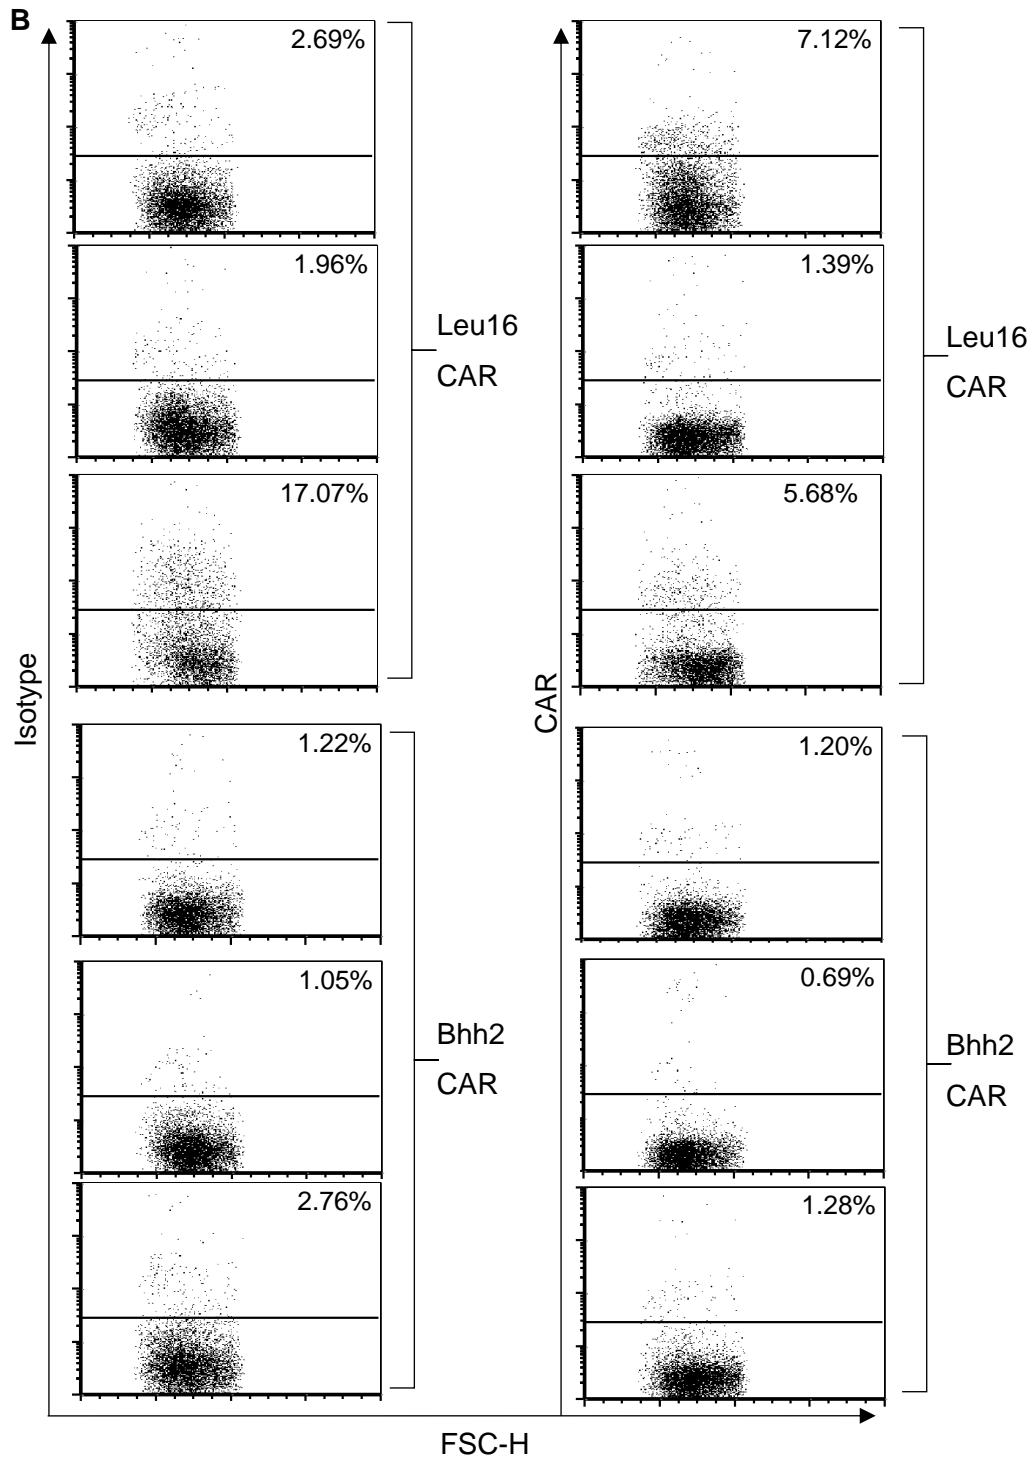 B
2.69%
7.12%
1.96%
1.39%
Leu16
CAR
Leu16
CAR
17.07%
5.68%
Isotype
CAR
1.22%
1.20%
1.05%
0.69%
Bhh2
CAR
Bhh2
CAR
2.76%
1.28%
FSC-H